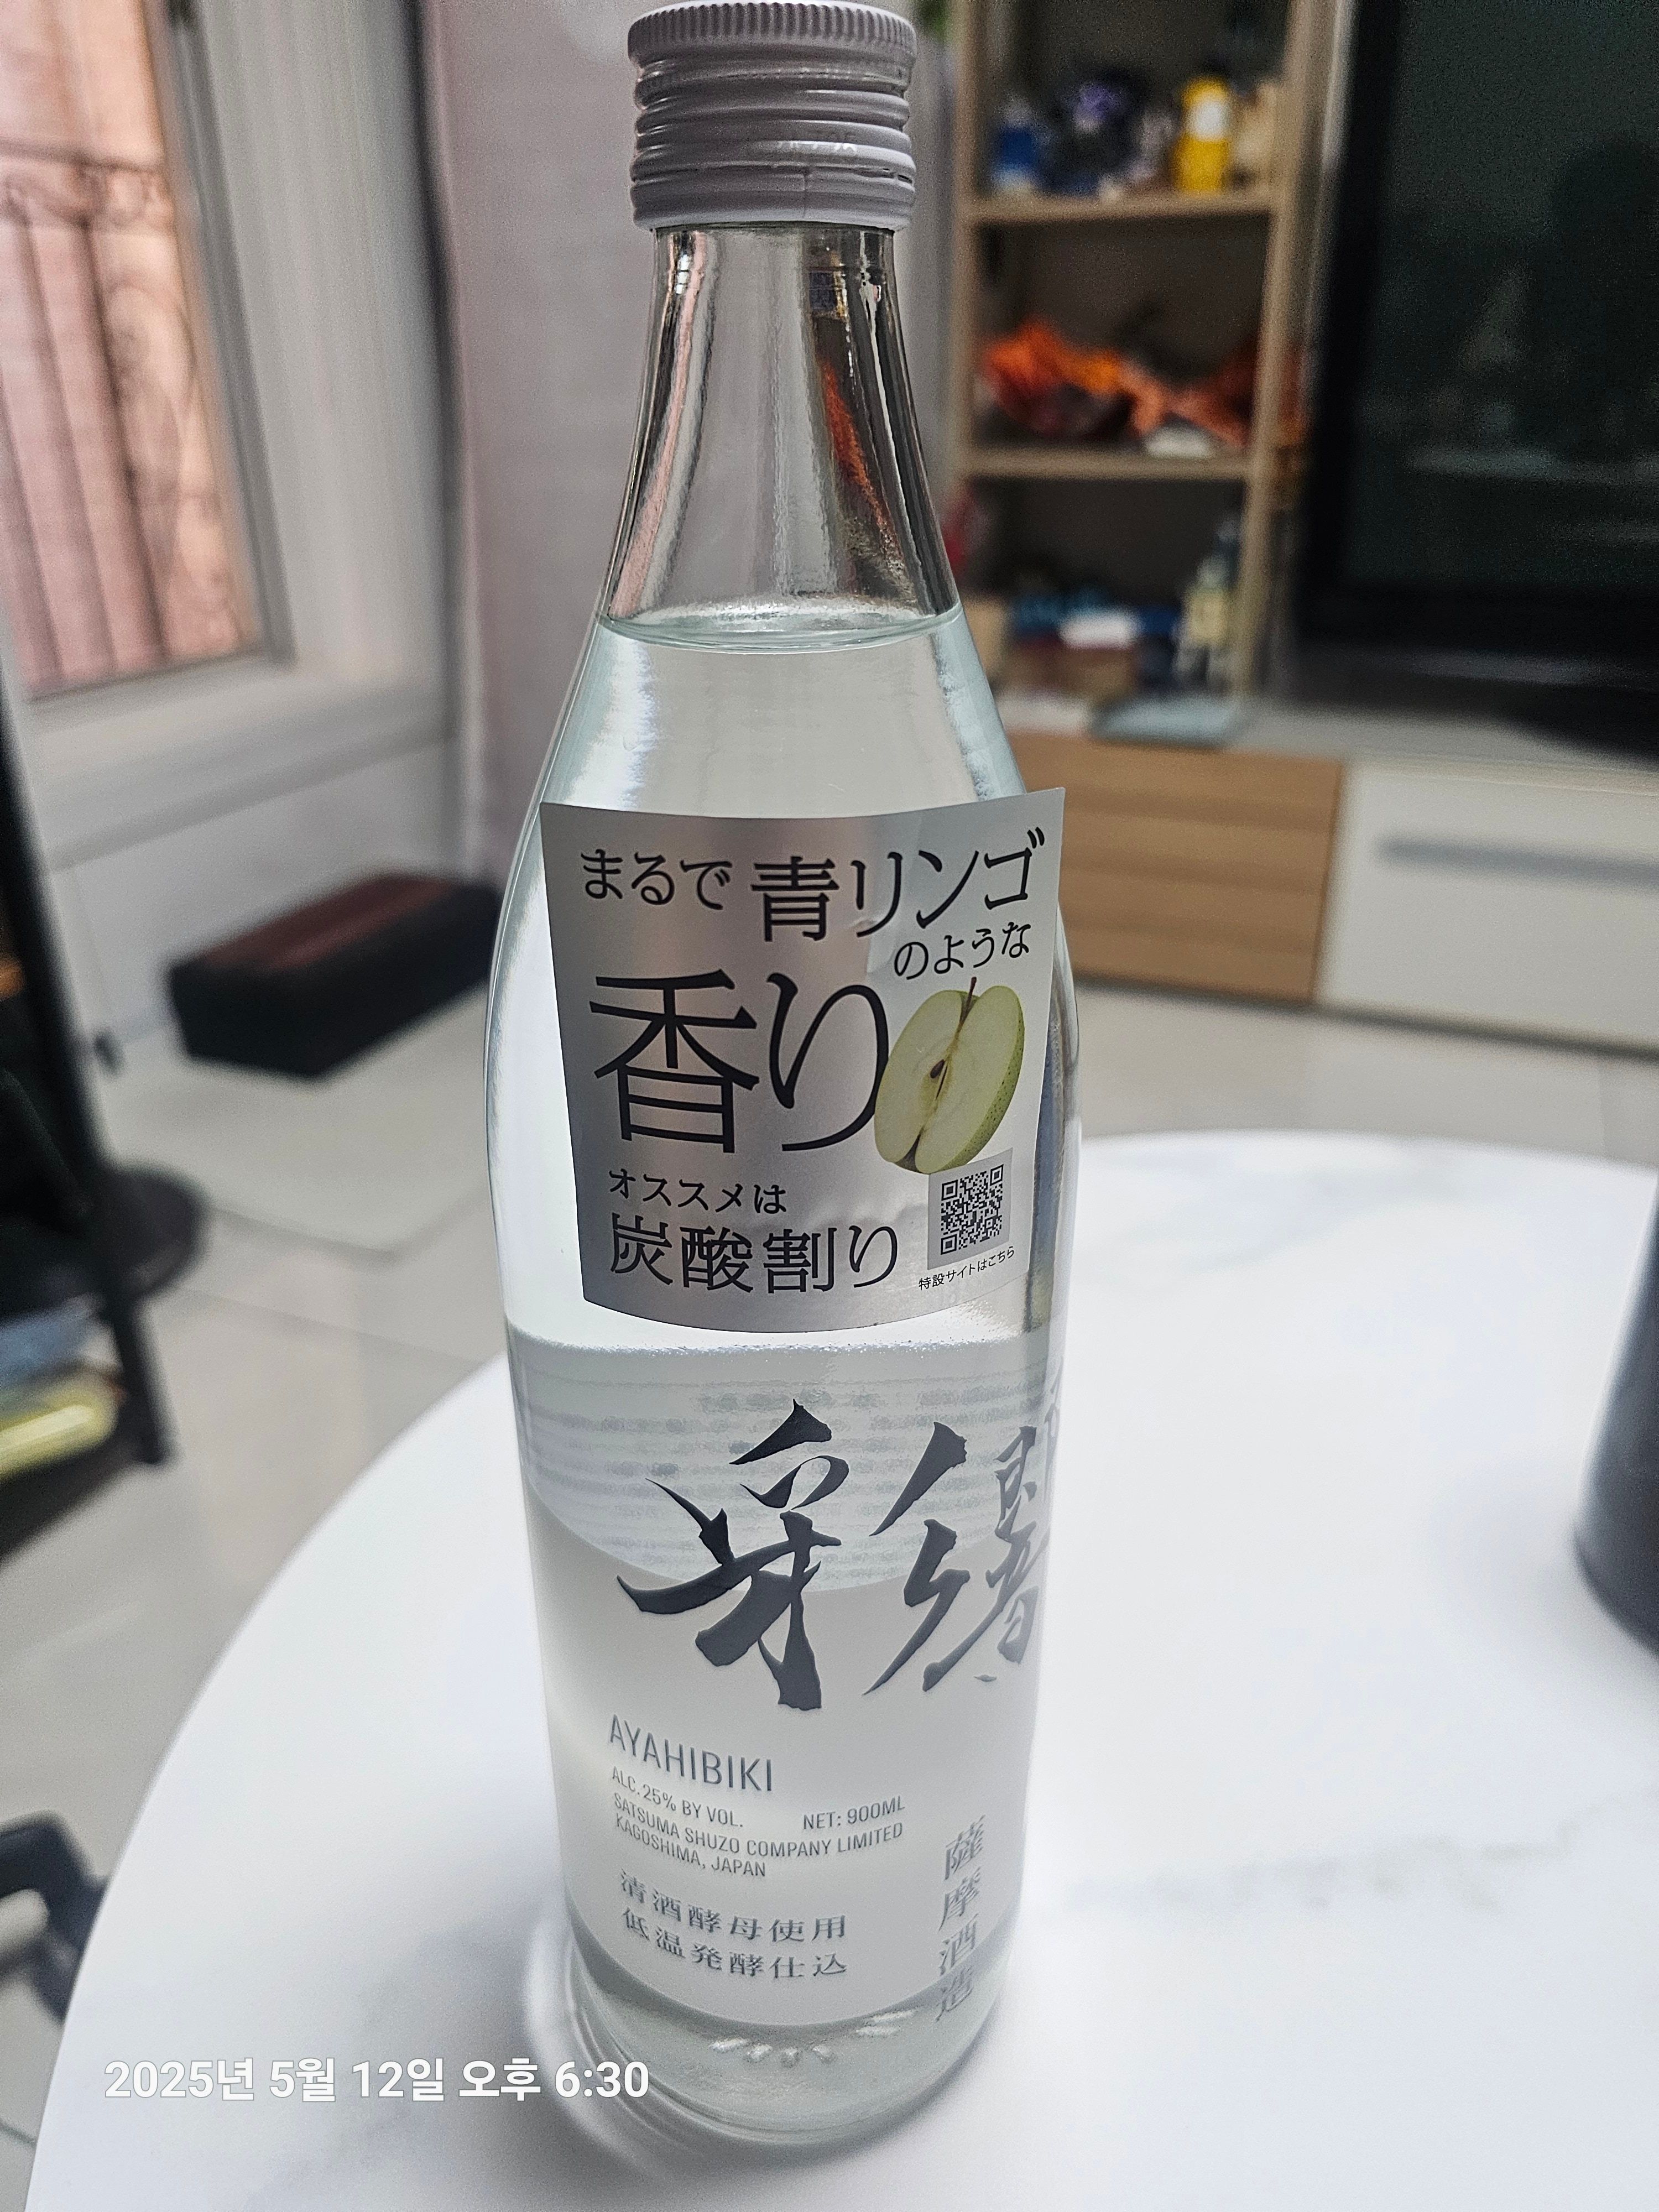 まるで青リンゴ
のような
香り
オススメは
炭酸割り
特設サイトはこちら
彩響
AYAHIBIKI
ALC.25% BY VOL. NET: 900ML
SATSUMA SHUZO COMPANY LIMITED
KAGOSHIMA, JAPAN
清酒酵母使用
低温発酵仕込
薩摩酒造
2025년 5월 12일 오후 6:30